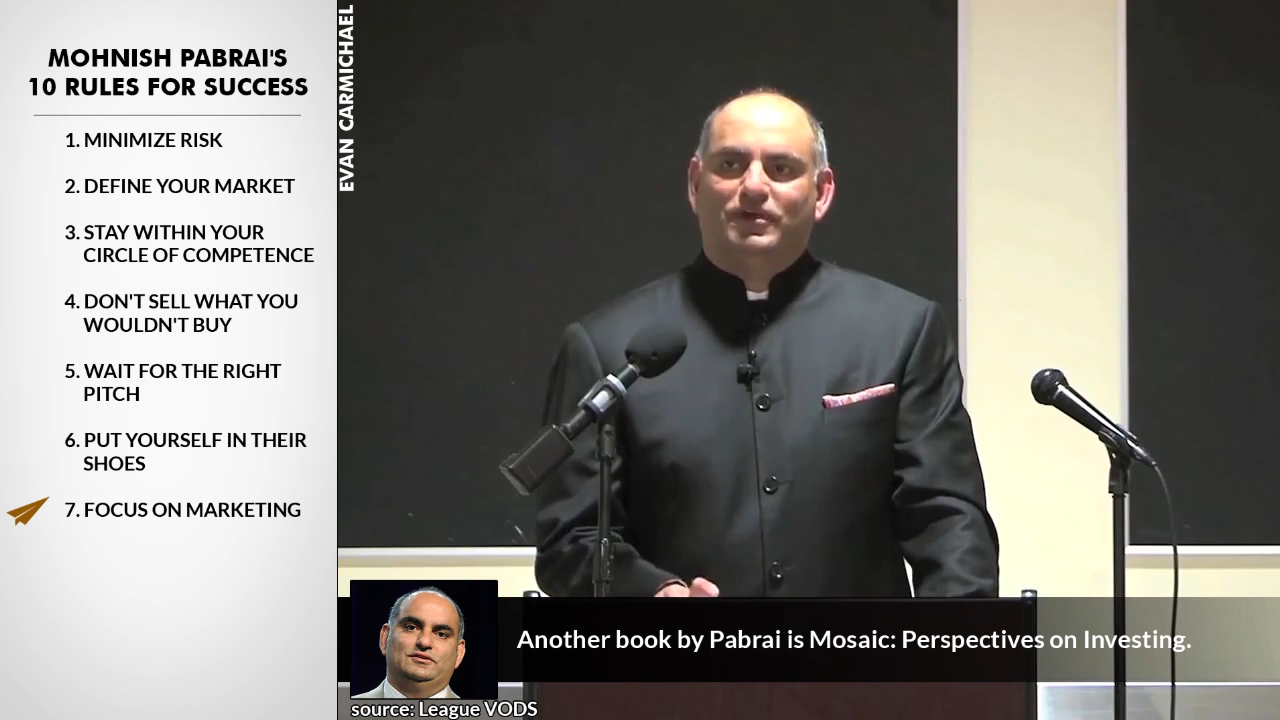 MOHNISH PABRAI'S
10 RULES FOR SUCCESS
1. MINIMIZE RISK
2. DEFINE YOUR MARKET
3. STAY WITHIN YOUR
CIRCLE OF COMPETENCE
4. DON'T SELL WHAT YOU
WOULDN'T BUY
5. WAIT FOR THE RIGHT
PITCH
6. PUT YOURSELF IN THEIR
SHOES
7. FOCUS ON MARKETING
EVAN CARMICHAEL
Another book by Pabrai is Mosaic: Perspectives on Investing.
source: League VODS